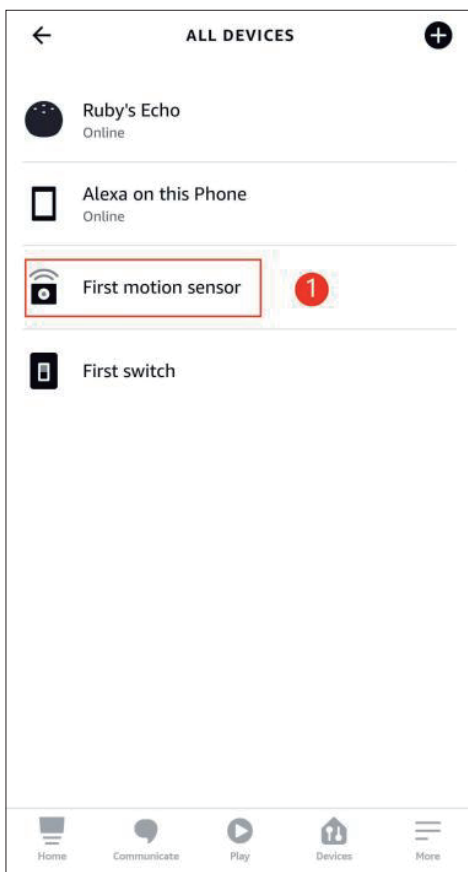 ALL DEVICES
Ruby's Echo
Online
Alexa on this Phone
Online
First motion sensor
1
First switch
Home Communicate Play Devices More